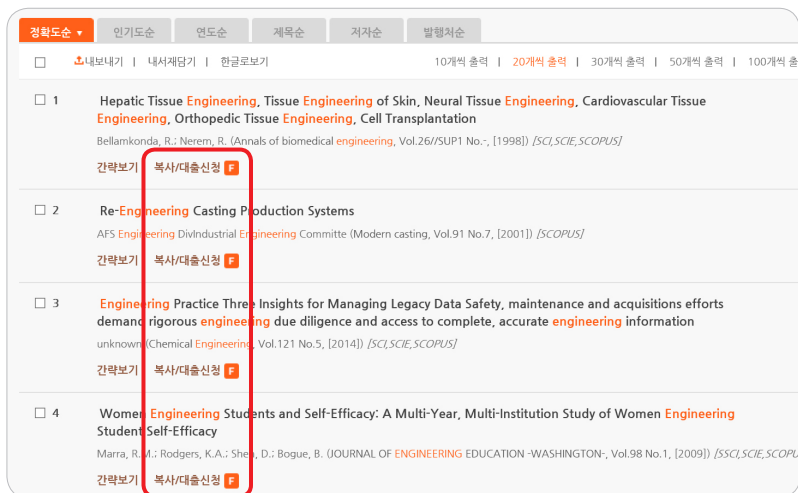 정확도순 ▼ 인기도순 연도순 제목순 저자순 발행처순
내보내기 | 내서재담기 | 한글로보기 10개씩 출력 | 20개씩 출력 | 30개씩 출력 | 50개씩 출력 | 100개씩 출
1 Hepatic Tissue Engineering, Tissue Engineering of Skin, Neural Tissue Engineering, Cardiovascular Tissue
Engineering, Orthopedic Tissue Engineering, Cell Transplantation
Bellamkonda, R.; Nerem, R. (Annals of biomedical engineering, Vol.26//SUP1 No.-, [1998]) [SCI,SCIE,SCOPUS]
간략보기 복사/대출신청 F
2 Re-Engineering Casting Production Systems
AFS Engineering DivIndustrial Engineering Committe (Modern casting, Vol.91 No.7, [2001]) [SCOPUS]
간략보기 복사/대출신청 F
3 Engineering Practice Three Insights for Managing Legacy Data Safety, maintenance and acquisitions efforts
demand rigorous engineering due diligence and access to complete, accurate engineering information
unknown (Chemical Engineering, Vol.121 No.5, [2014]) [SCI,SCIE,SCOPUS]
간략보기 복사/대출신청 F
4 Women Engineering Students and Self-Efficacy: A Multi-Year, Multi-Institution Study of Women Engineering
Student Self-Efficacy
Marra, R.M.; Rodgers, K.A.; Shen, D.; Bogue, B. (JOURNAL OF ENGINEERING EDUCATION -WASHINGTON-, Vol.98 No.1, [2009]) [SSCI,SCIE,SCOPU
간략보기 복사/대출신청 F